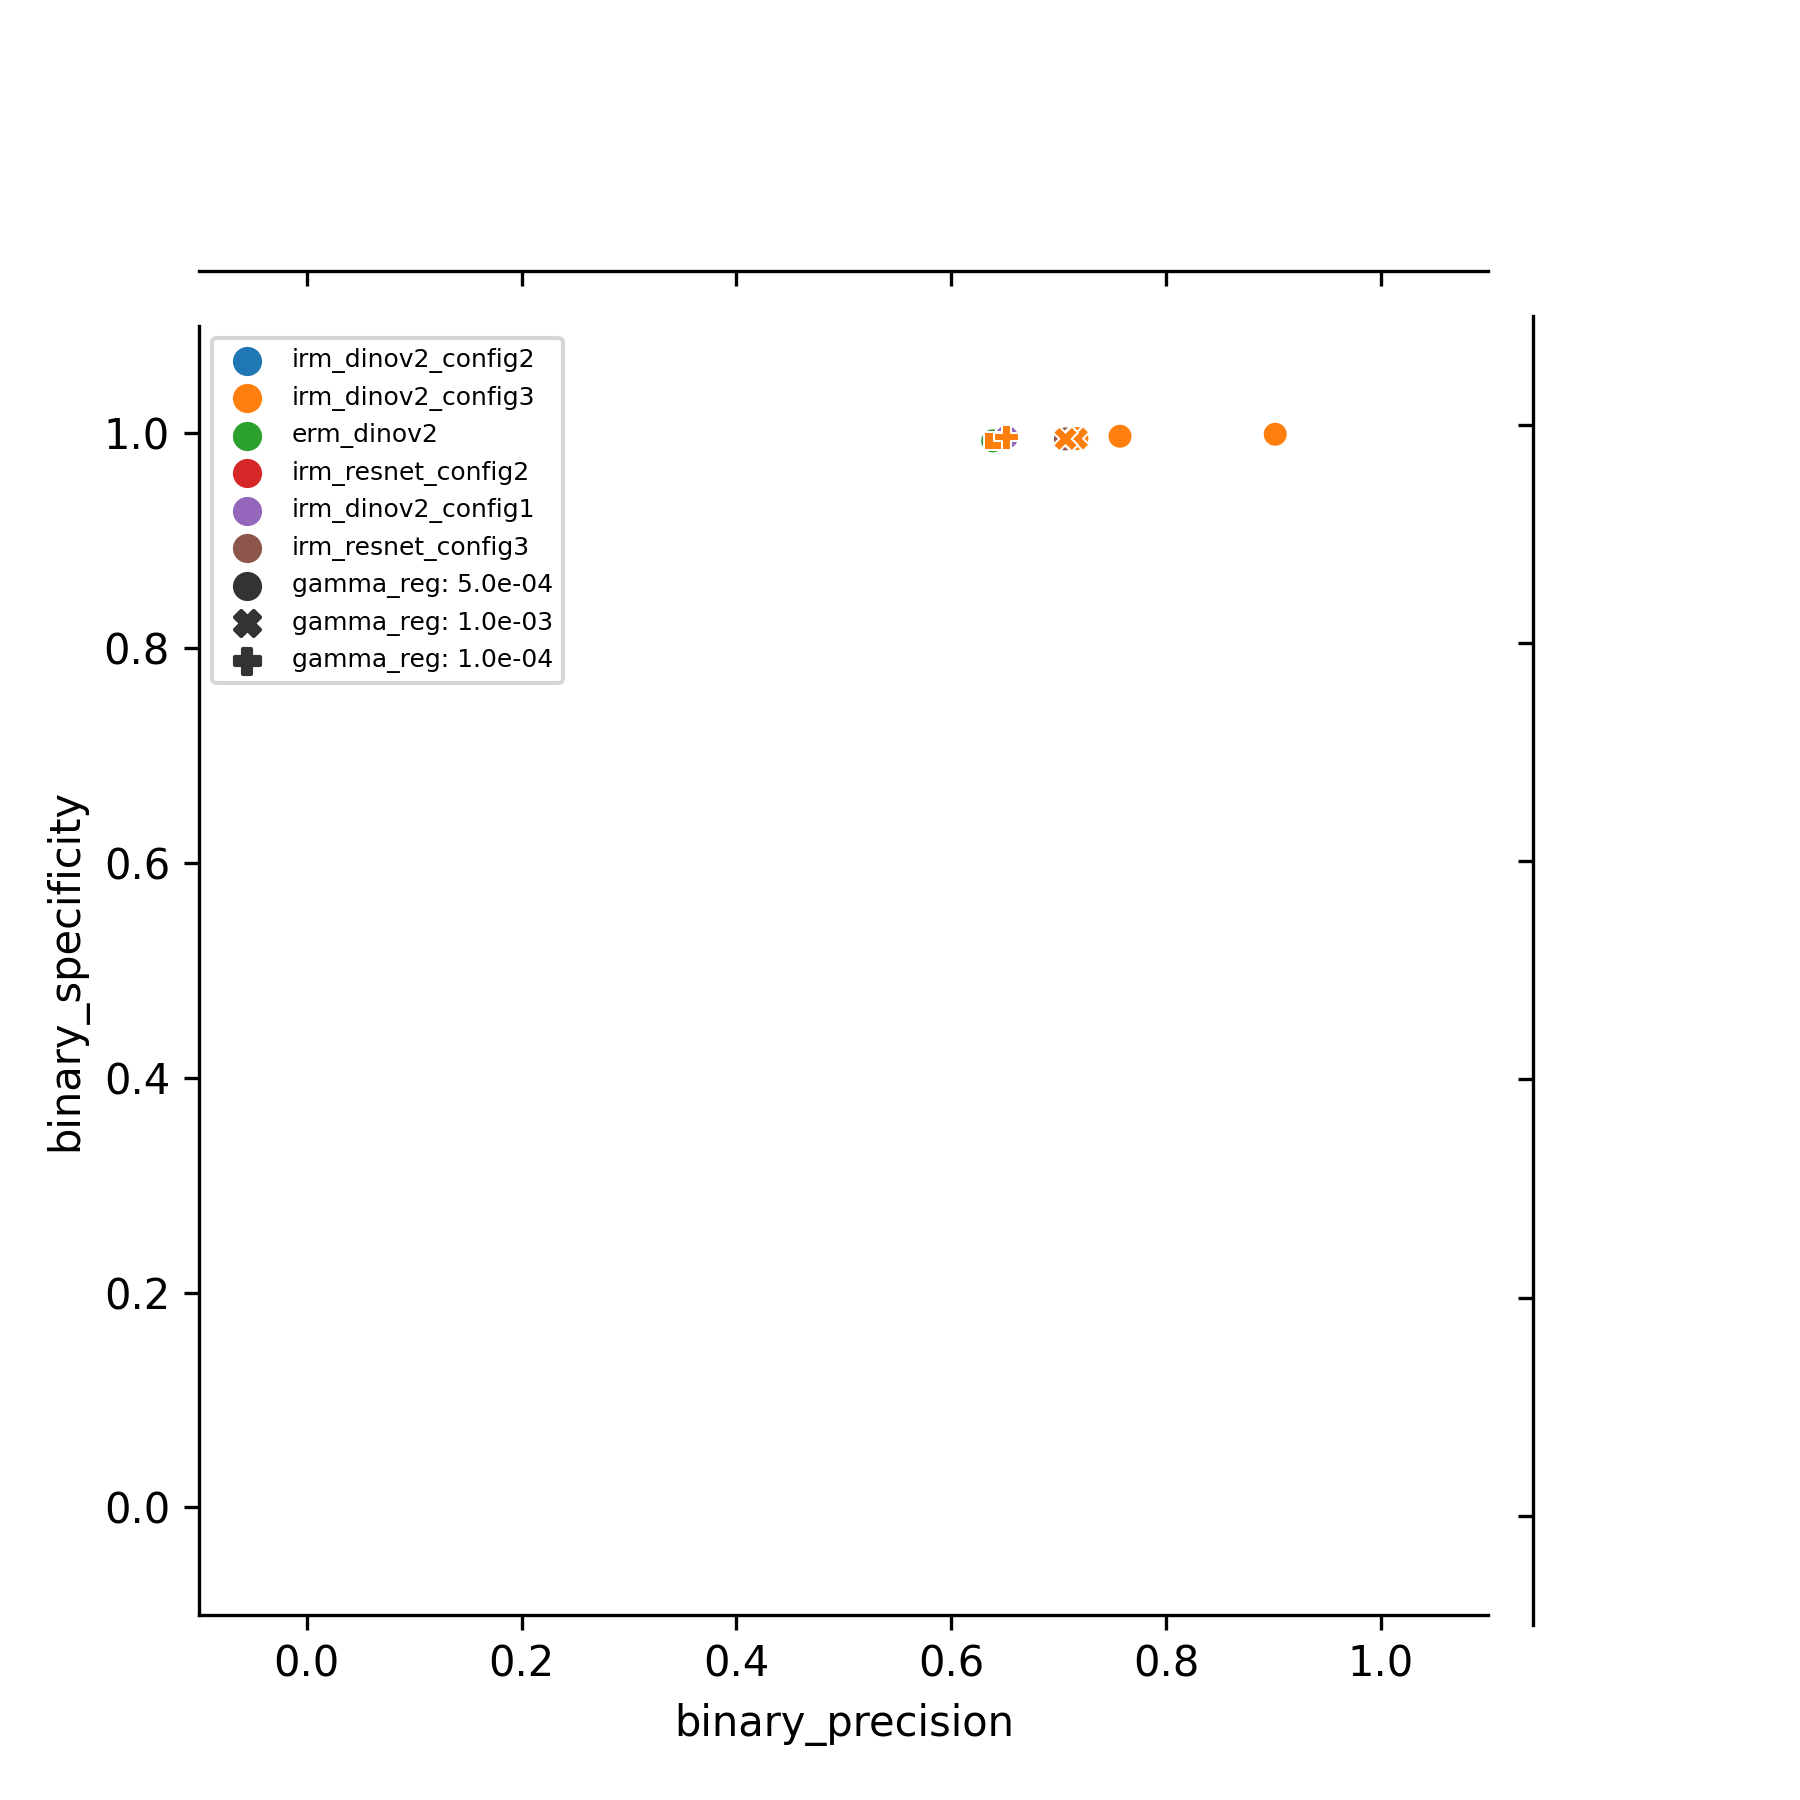 irm_dinov2_config2
irm_dinov2_config3
erm_dinov2
irm_resnet_config2
irm_dinov2_config1
irm_resnet_config3
gamma_reg: 5.0e-04
gamma_reg: 1.0e-03
gamma_reg: 1.0e-04
1.0
0.8
0.6
0.4
0.2
0.0
binary_specificity
0.0 0.2 0.4 0.6 0.8 1.0
binary_precision